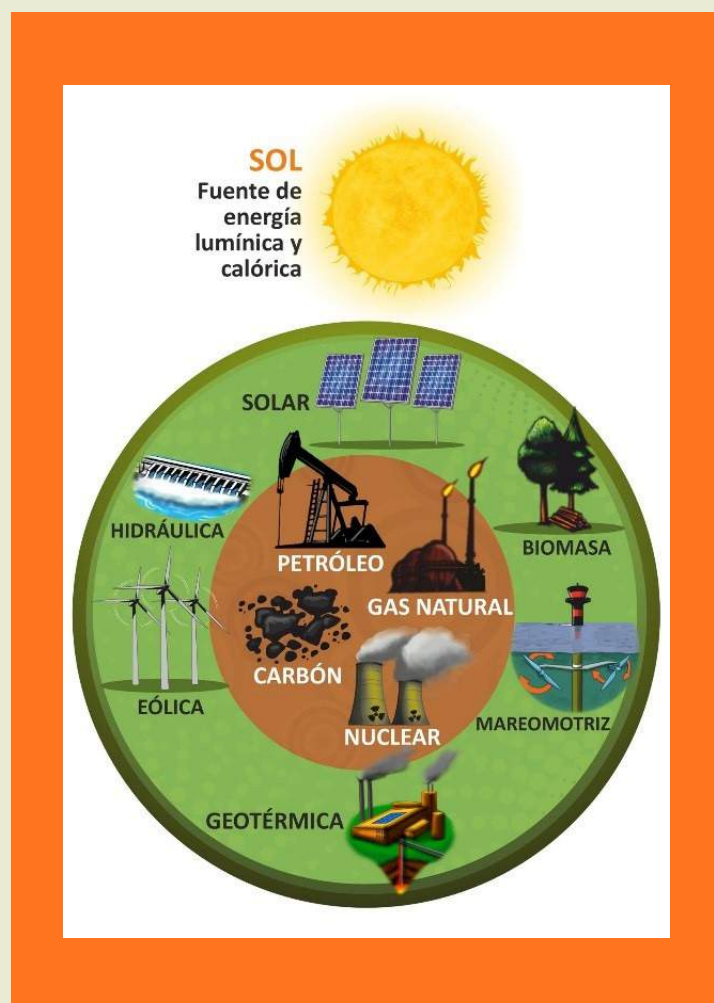 SOL
Fuente de
energía
lumínica y
calórica
SOLAR
HIDRÁULICA
PETRÓLEO
BIOMASA
GAS NATURAL
CARBÓN
EÓLICA
NUCLEAR
MAREOMOTRIZ
GEOTÉRMICA